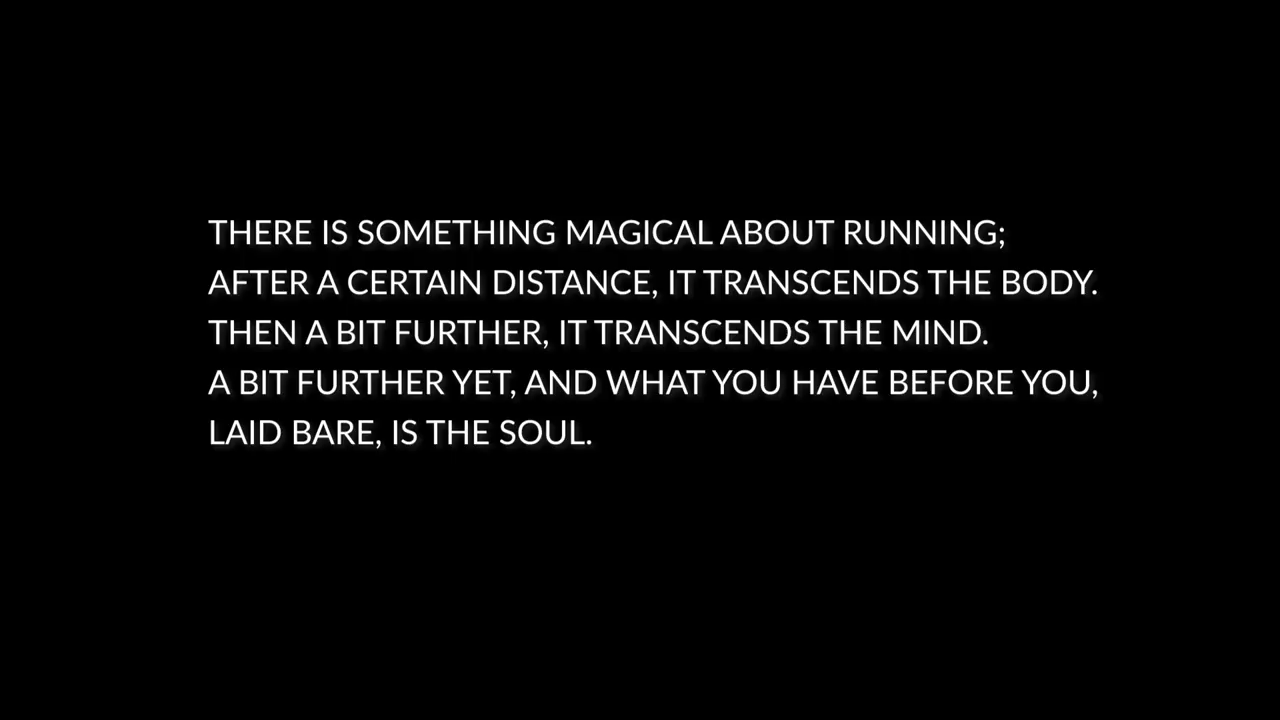 THERE IS SOMETHING MAGICAL ABOUT RUNNING;
AFTER A CERTAIN DISTANCE, IT TRANSCENDS THE BODY.
THEN A BIT FURTHER, IT TRANSCENDS THE MIND.
A BIT FURTHER YET, AND WHAT YOU HAVE BEFORE YOU,
LAID BARE, IS THE SOUL.